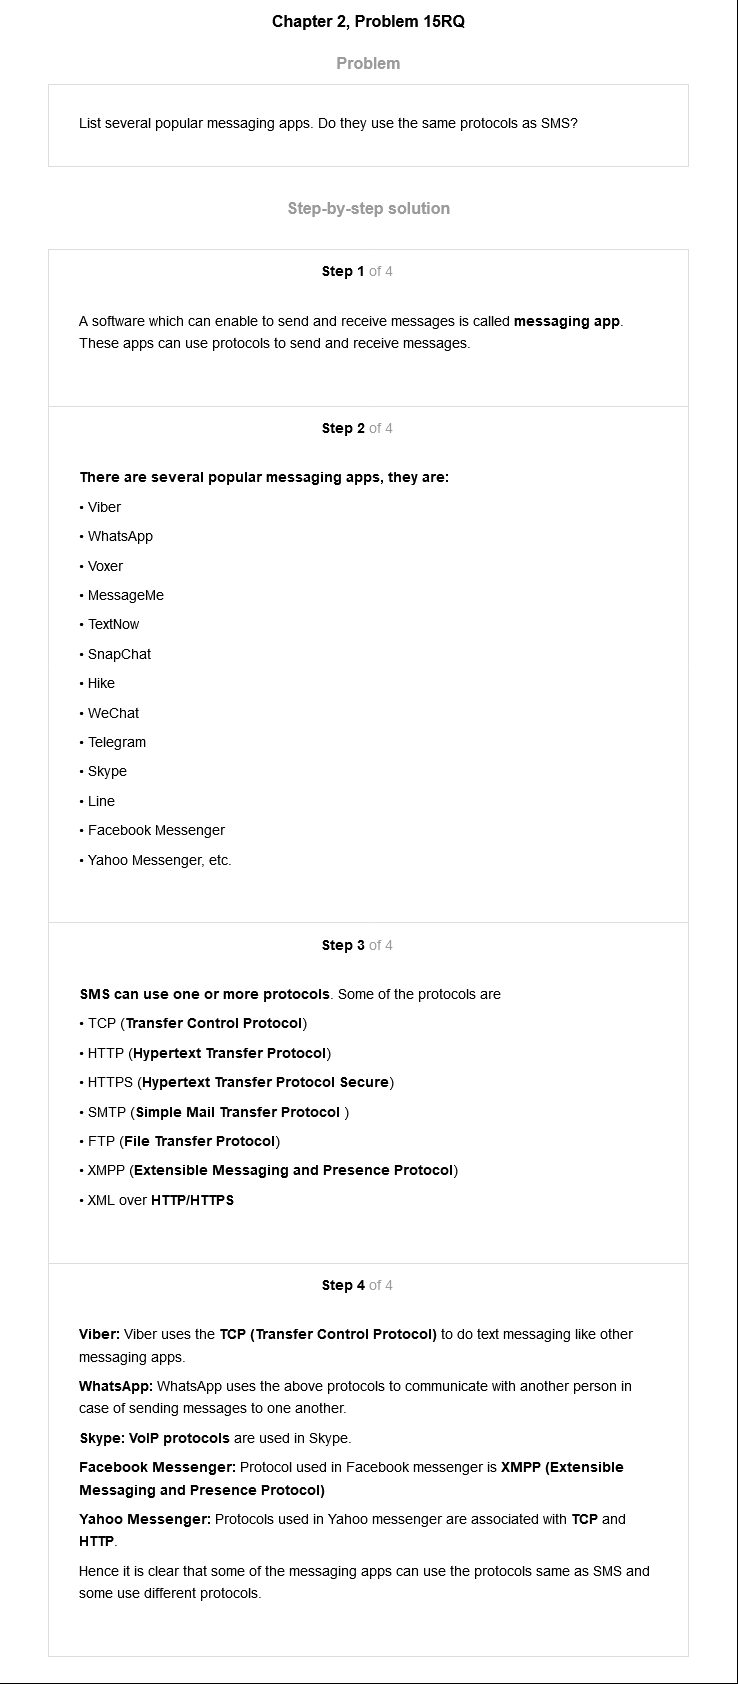 Chapter 2, Problem 15RQ
Problem
List several popular messaging apps. Do they use the same protocols as SMS?
Step-by-step solution
Step 1 of 4
A software which can enable to send and receive messages is called messaging app.
These apps can use protocols to send and receive messages.
Step 2 of 4
There are several popular messaging apps, they are:
• Viber
• WhatsApp
• Voxer
• MessageMe
• TextNow
• SnapChat
• Hike
• WeChat
• Telegram
• Skype
• Line
• Facebook Messenger
• Yahoo Messenger, etc.
Step 3 of 4
SMS can use one or more protocols. Some of the protocols are
• TCP (Transfer Control Protocol)
• HTTP (Hypertext Transfer Protocol)
• HTTPS (Hypertext Transfer Protocol Secure)
• SMTP (Simple Mail Transfer Protocol )
• FTP (File Transfer Protocol)
• XMPP (Extensible Messaging and Presence Protocol)
• XML over HTTP/HTTPS
Step 4 of 4
Viber: Viber uses the TCP (Transfer Control Protocol) to do text messaging like other
messaging apps.
WhatsApp: WhatsApp uses the above protocols to communicate with another person in
case of sending messages to one another.
Skype: VoIP protocols are used in Skype.
Facebook Messenger: Protocol used in Facebook messenger is XMPP (Extensible
Messaging and Presence Protocol)
Yahoo Messenger: Protocols used in Yahoo messenger are associated with TCP and
HTTP.
Hence it is clear that some of the messaging apps can use the protocols same as SMS and
some use different protocols.